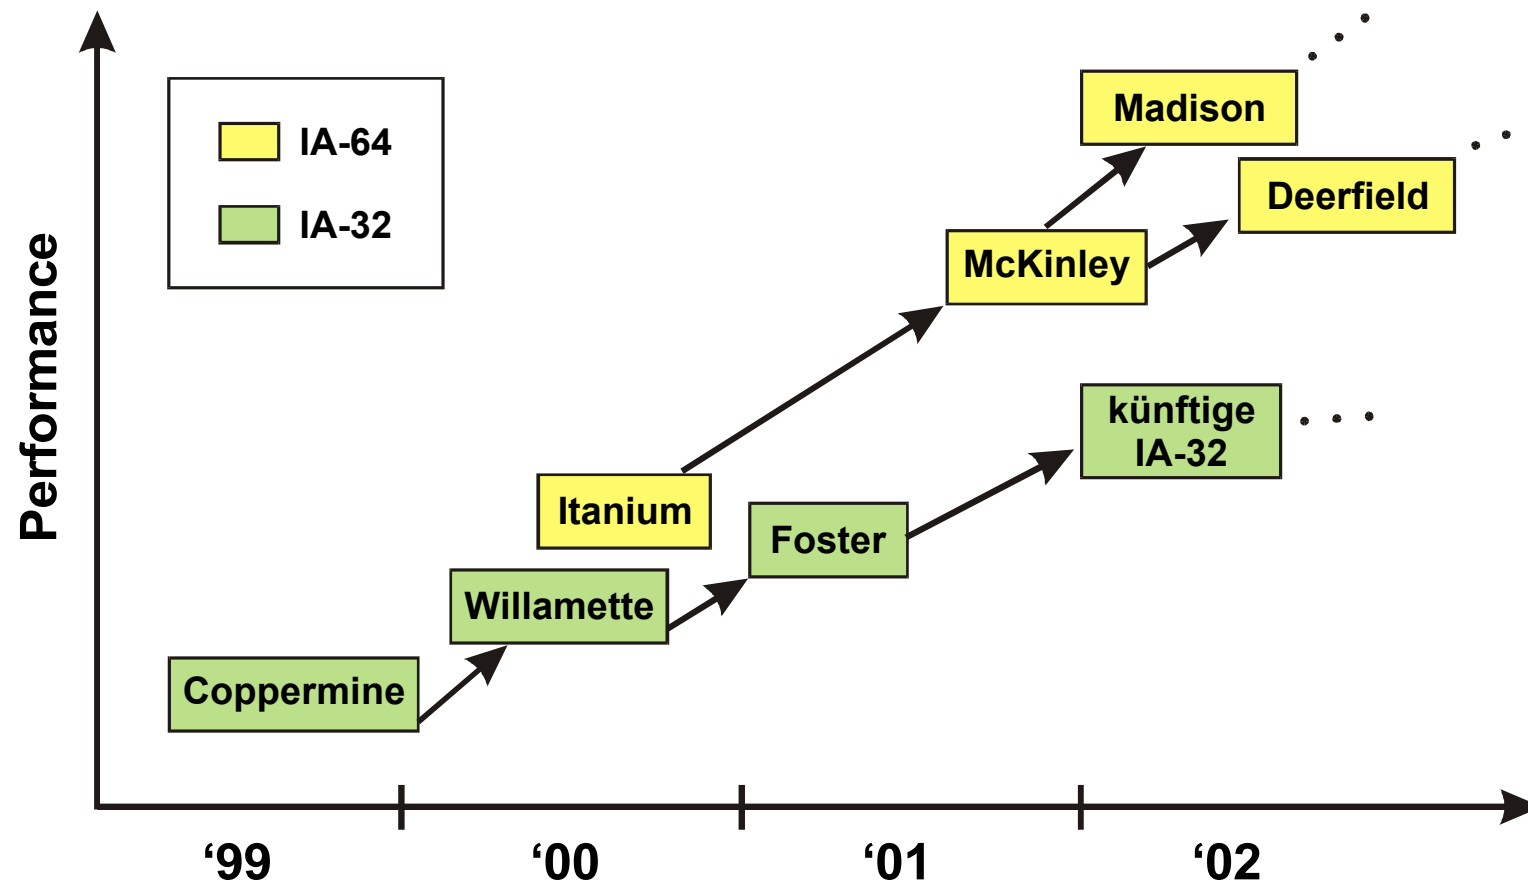 IA-64
IA-32
Performance
Madison
Deerfield
McKinley
künftige
IA-32
Itanium
Foster
Willamette
Coppermine
‘99
‘00
‘01
‘02